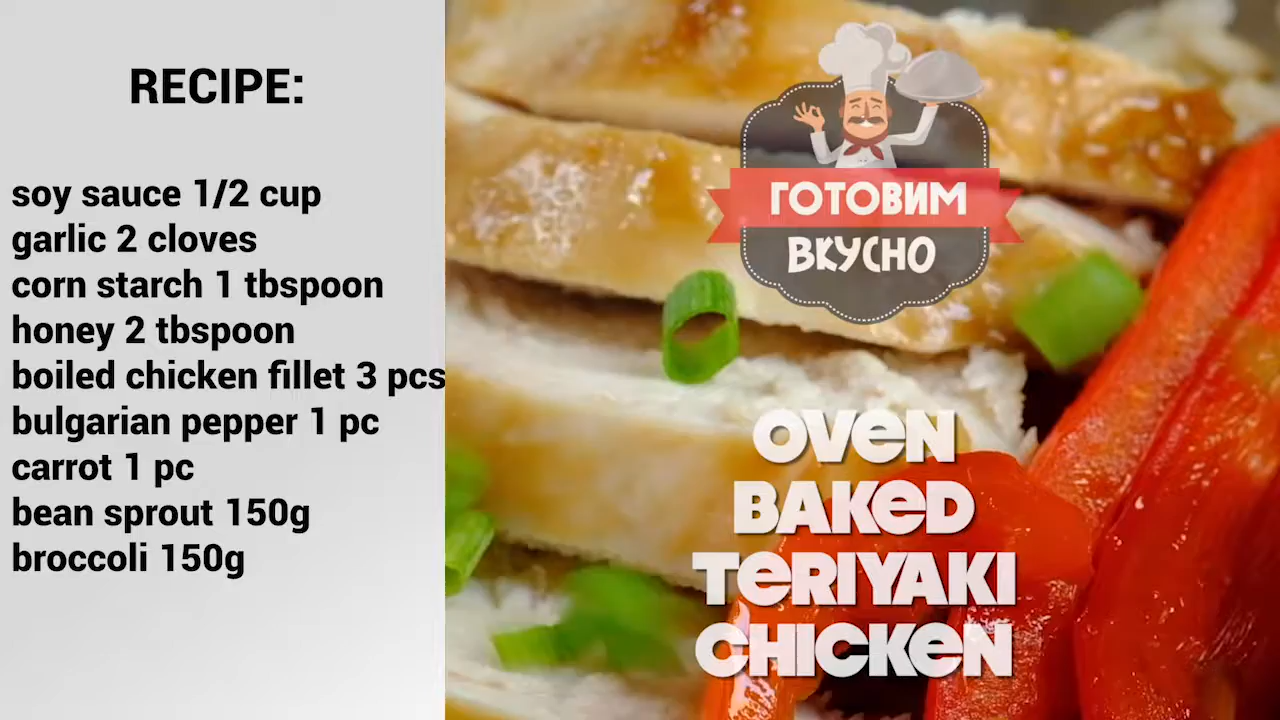 RECIPE:
soy sauce 1/2 cup
garlic 2 cloves
corn starch 1 tbspoon
honey 2 tbspoon
boiled chicken fillet 3 pcs
bulgarian pepper 1 pc
carrot 1 pc
bean sprout 150g
broccoli 150g
ГОТОВИМ
ВКУСНО
OVEN
BAKED
TERIYAKI
CHICKEN